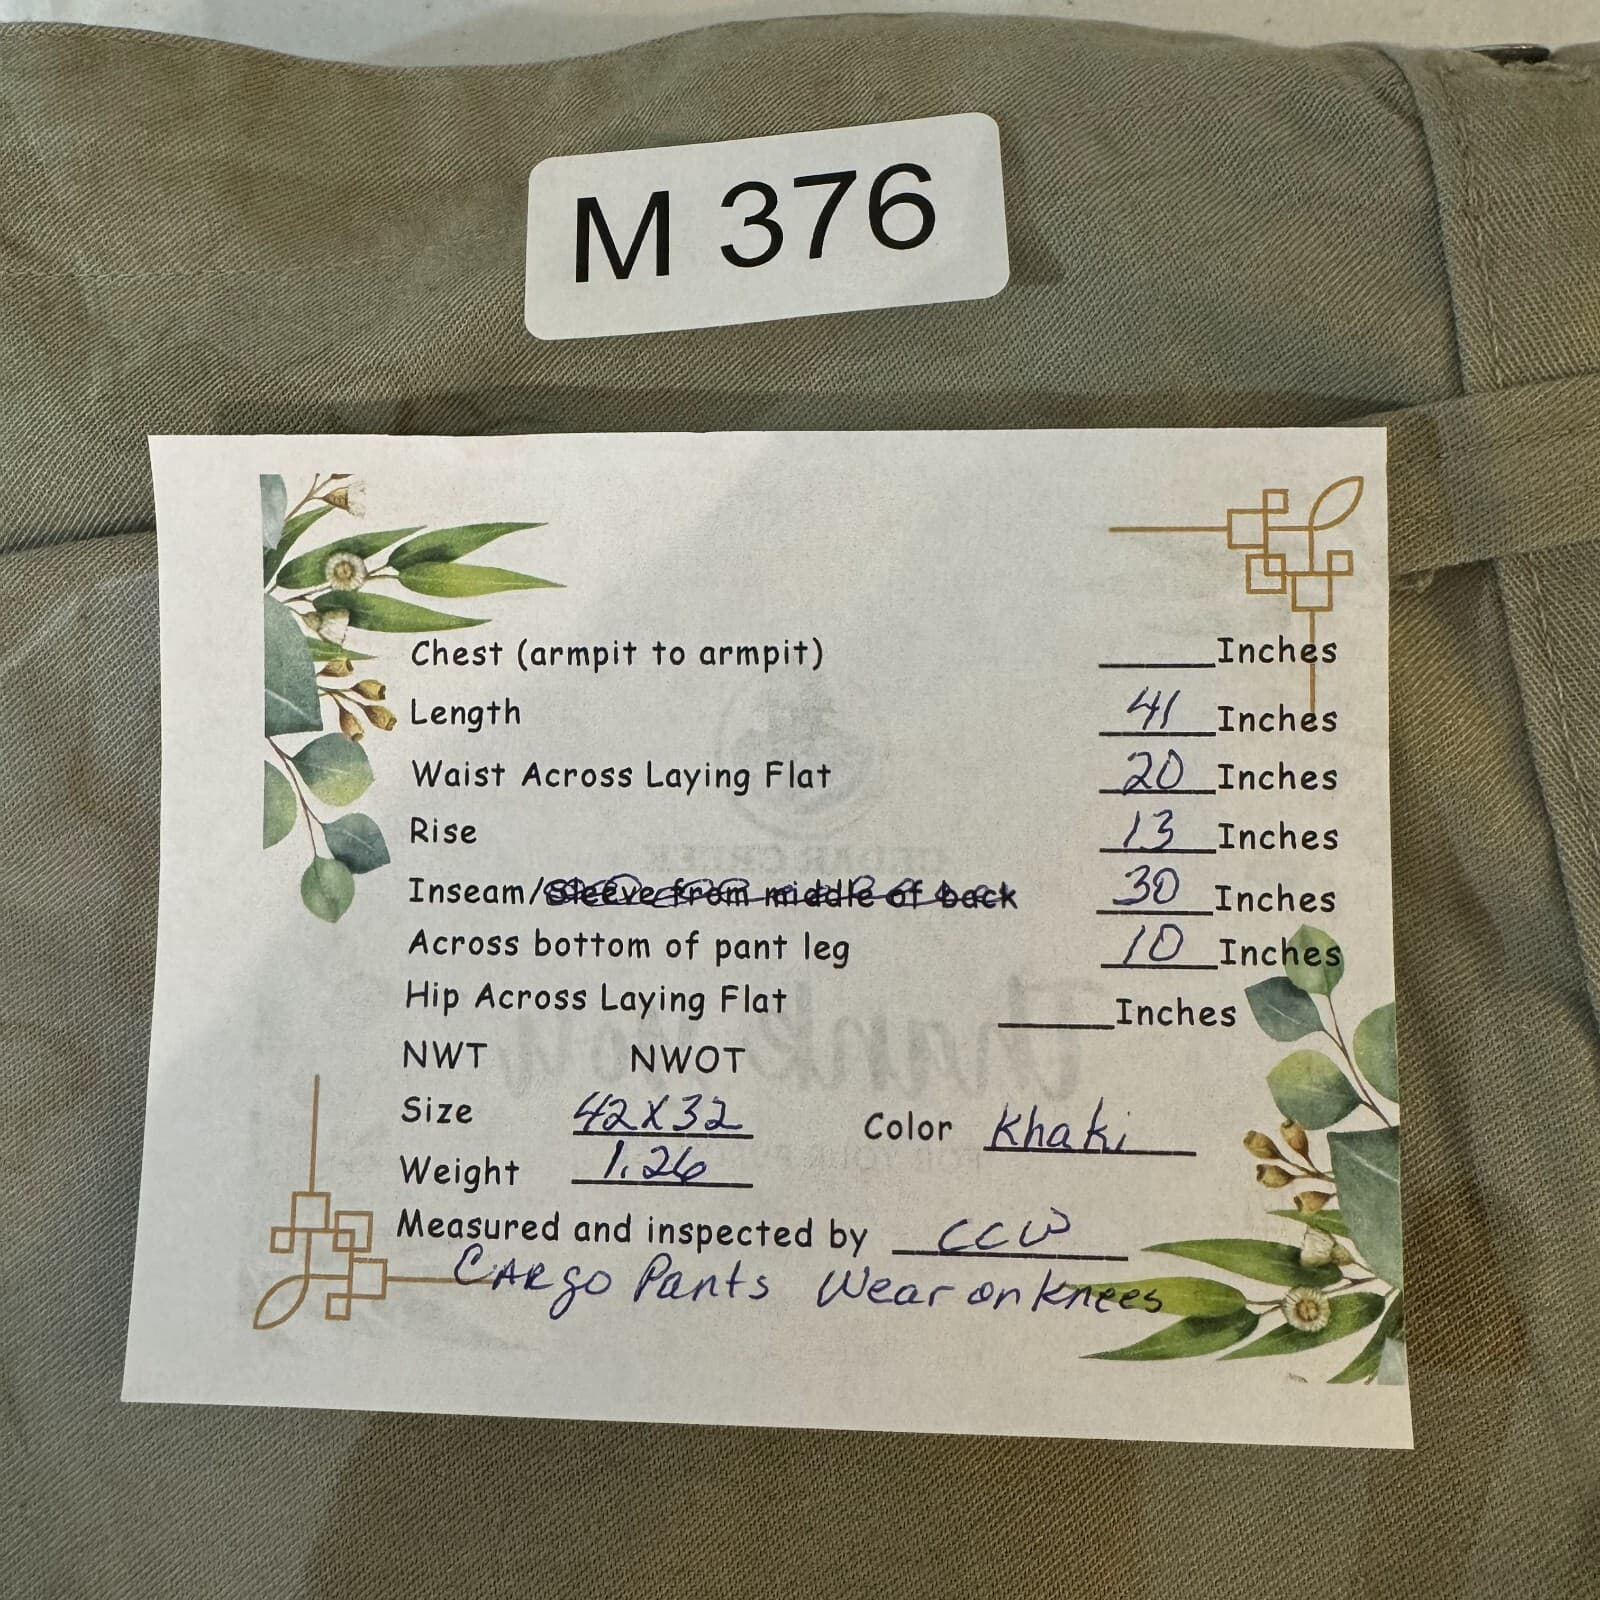 M 376
Chest (armpit to armpit) ______Inches
Length 41 Inches
Waist Across Laying Flat 20 Inches
Rise 13 Inches
Inseam/Sleeve from middle of back 30 Inches
Across bottom of pant leg 10 Inches
Hip Across Laying Flat ______Inches
NWT NWOT
Size 42X32 Color Khaki
Weight 1.26
Measured and inspected by CCW
CARgo Pants Wear on knees